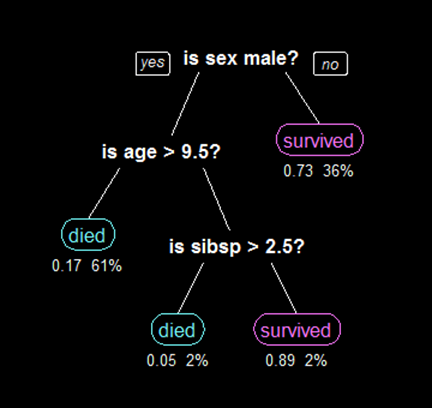 yes is sex male? no
is age > 9.5?
survived
0.73 36%
died
0.17 61%
is sibsp > 2.5?
died survived
0.05 2% 0.89 2%